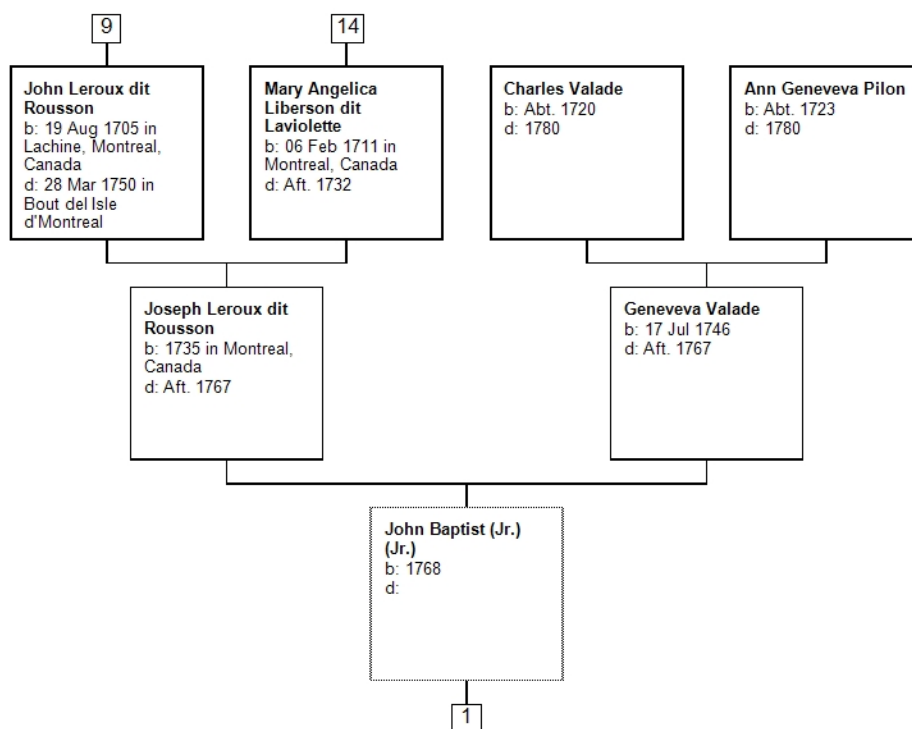 9
14
John Leroux dit
Rousson
b: 19 Aug 1705 in
Lachine, Montreal,
Canada
d: 28 Mar 1750 in
Bout del Isle
d'Montreal
Mary Angelica
Liberson dit
Laviolette
b: 06 Feb 1711 in
Montreal, Canada
d: Aft. 1732
Charles Valade
b: Abt. 1720
d: 1780
Ann Geneveva Pilon
b: Abt. 1723
d: 1780
Joseph Leroux dit
Rousson
b: 1735 in Montreal,
Canada
d: Aft. 1767
Geneveva Valade
b: 17 Jul 1746
d: Aft. 1767
John Baptist (Jr.)
(Jr.)
b: 1768
d:
1